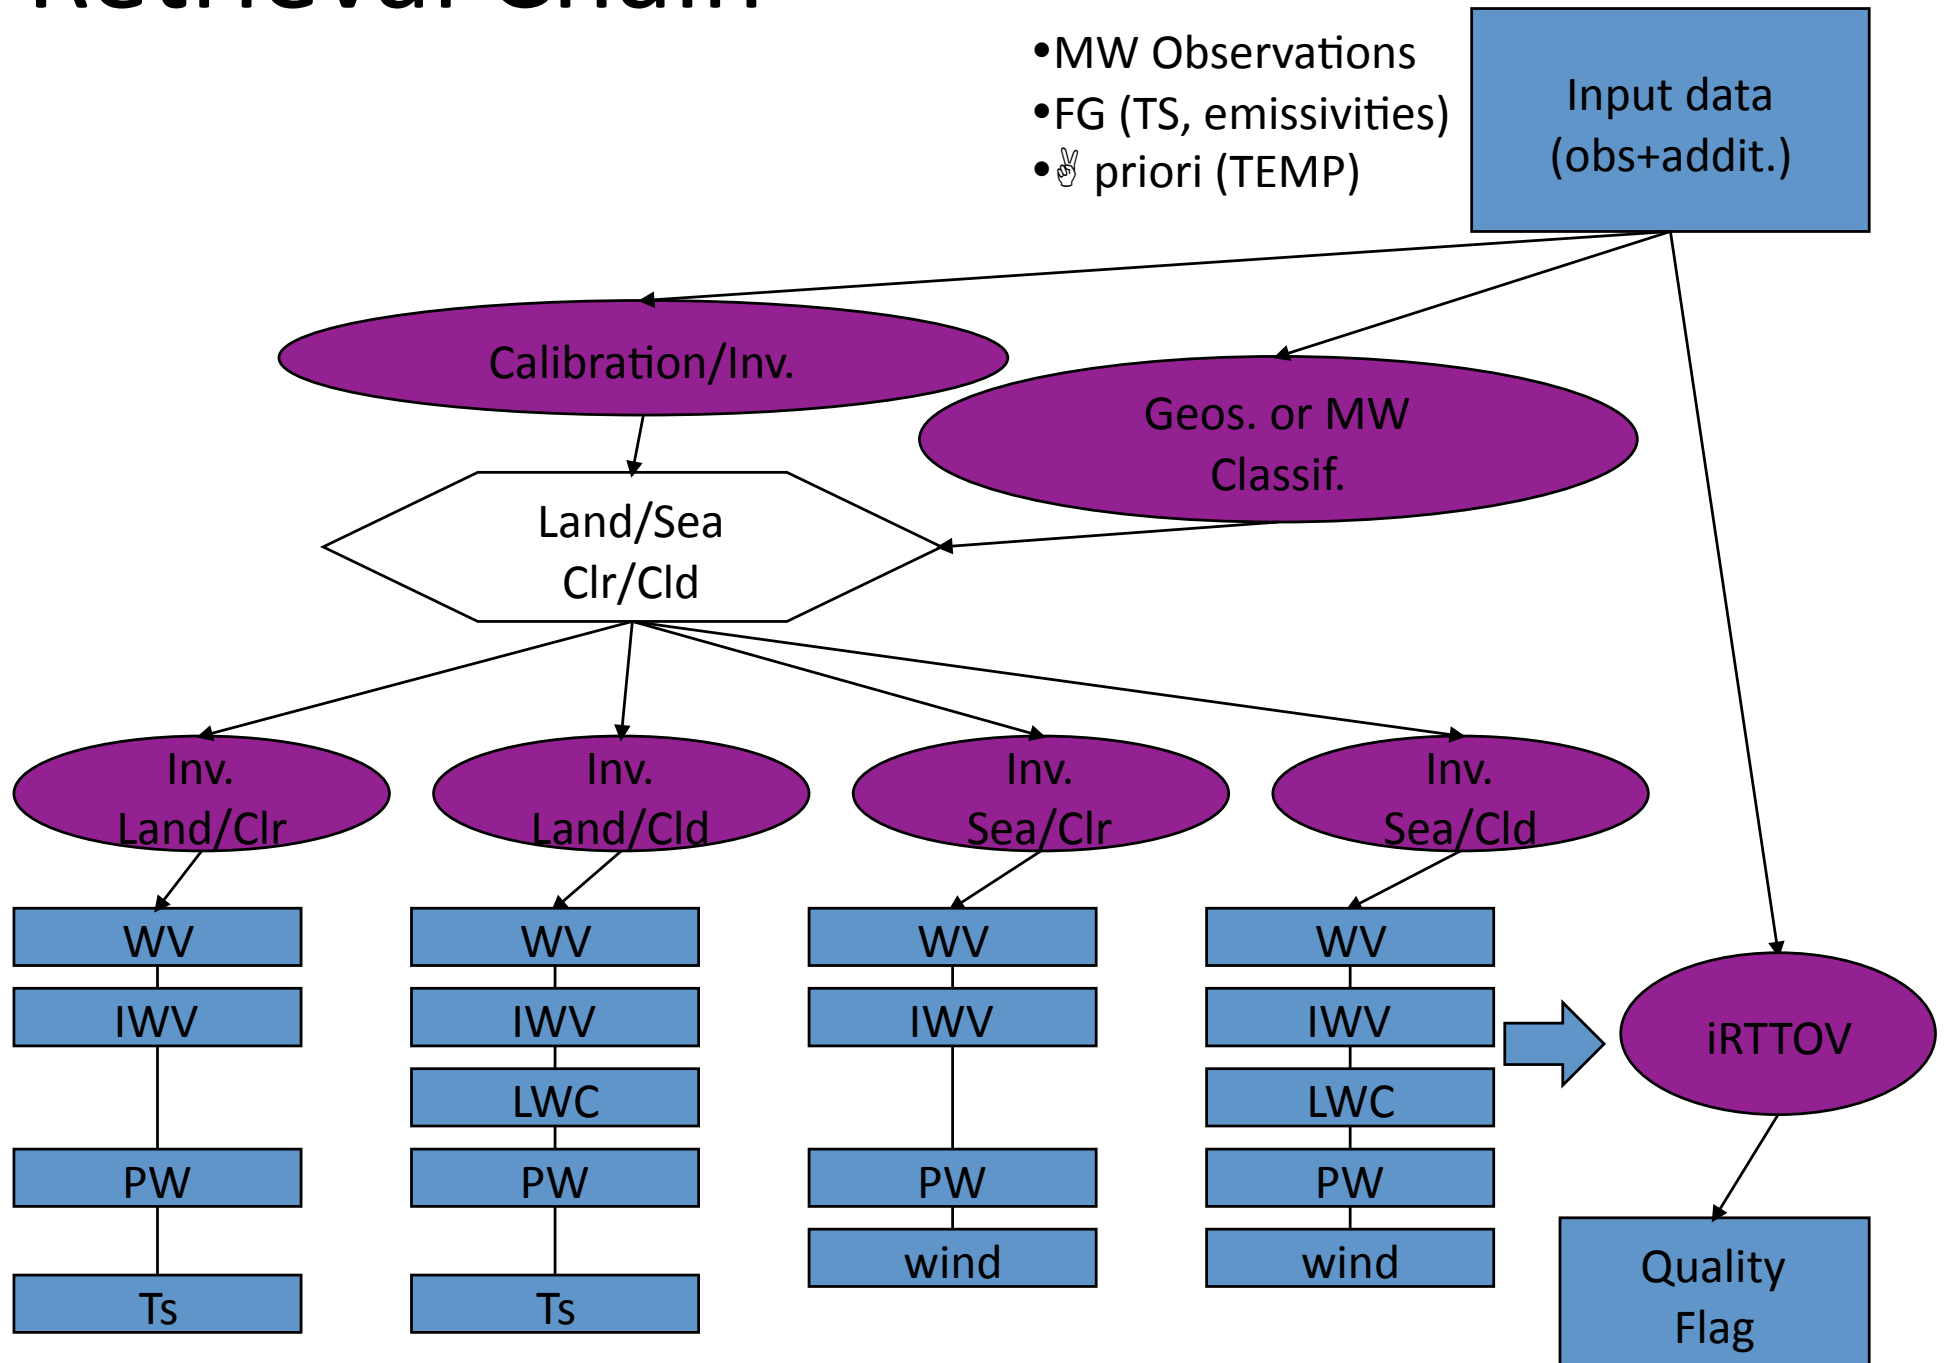 Retrieval Chain
•MW Observations
•FG (TS, emissivities)
•✌ priori (TEMP)
Input data
(obs+addit.)
Calibration/Inv.
Geos. or MW
Classif.
Land/Sea
Clr/Cld
Inv.
Land/Clr
Inv.
Land/Cld
Inv.
Sea/Clr
Inv.
Sea/Cld
WV
WV
WV
WV
IWV
IWV
IWV
IWV
iRTTOV
LWC
LWC
PW
PW
PW
PW
wind
wind
Quality
Flag
Ts
Ts